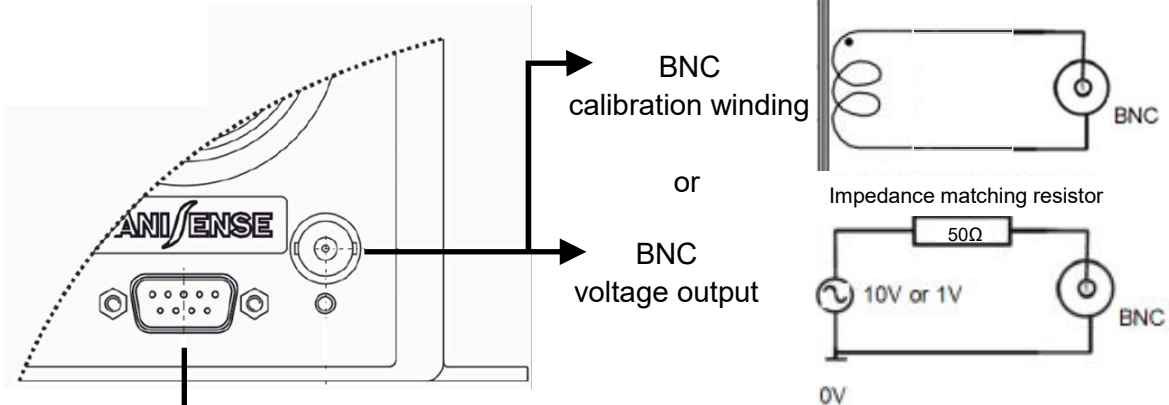 BNC
calibration winding
BNC
or
Impedance matching resistor
50Ω
ANISENSE
BNC
voltage output
10V or 1V
BNC
0V